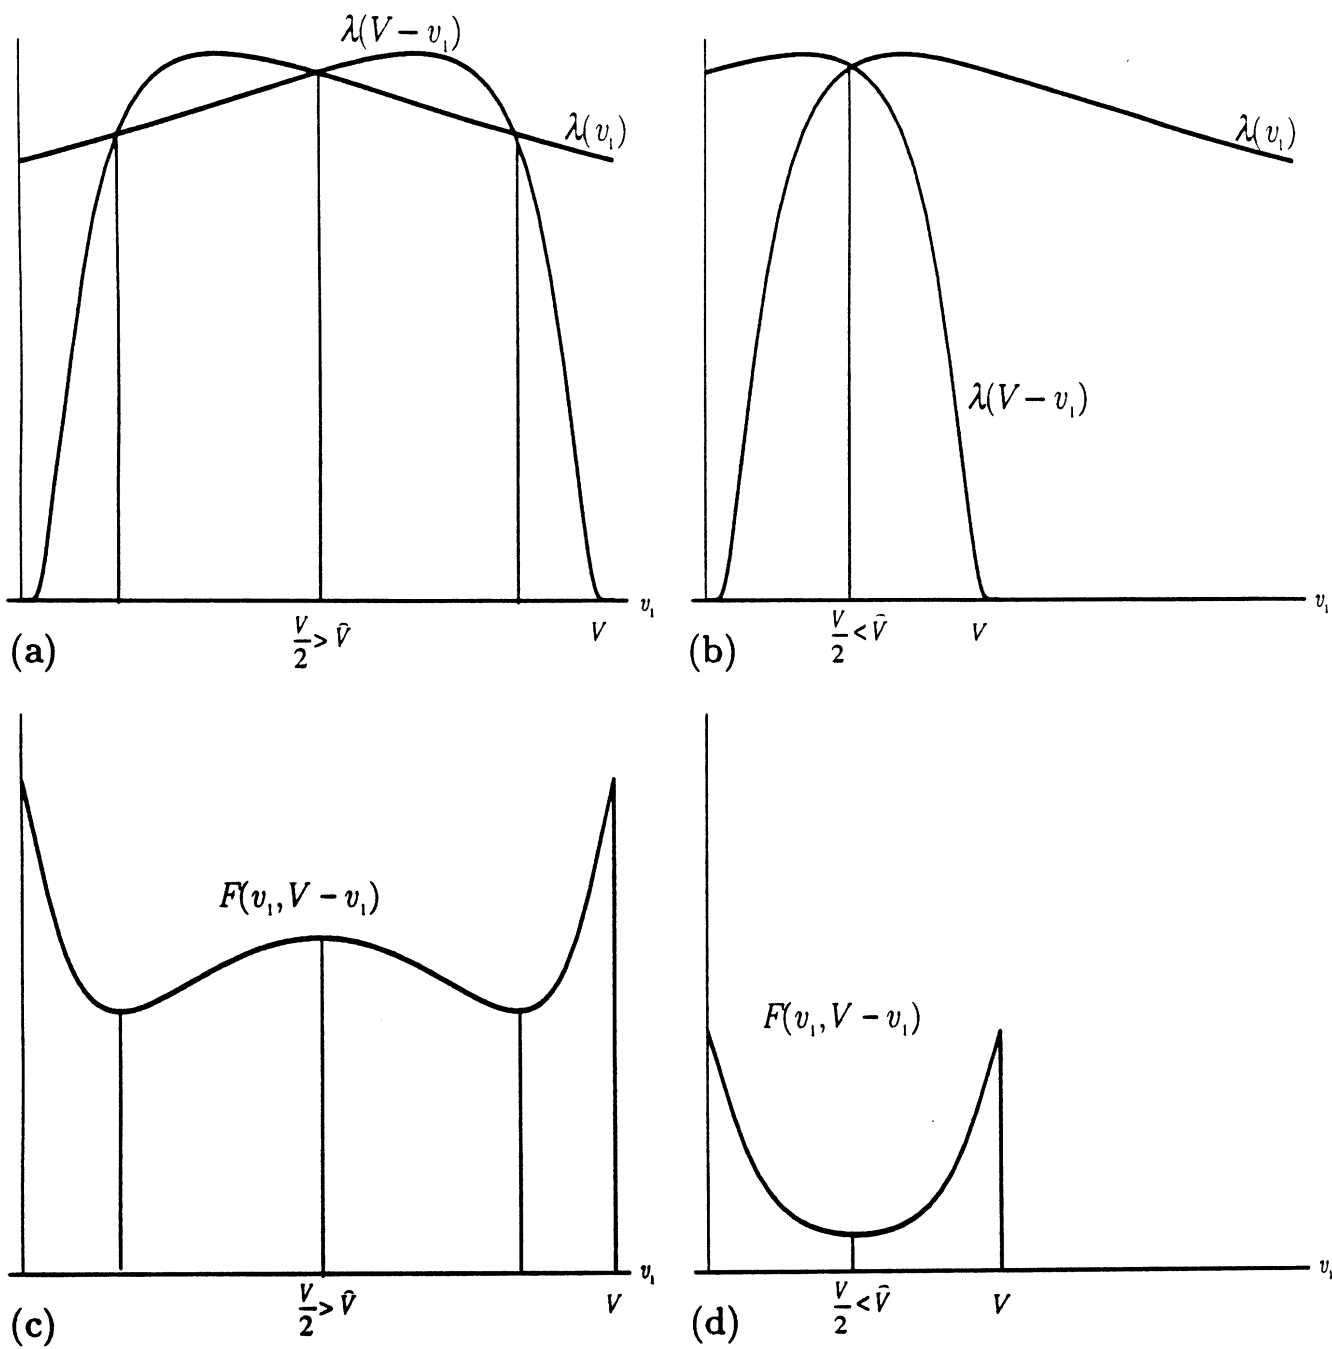 λ(V − v₁)
λ(v₁)
v₁
V/2 > V̂
V
(a)
λ(v₁)
λ(V − v₁)
v₁
V/2 < V̂
V
(b)
F(v₁, V − v₁)
v₁
V/2 > V̂
V
(c)
F(v₁, V − v₁)
v₁
V/2 < V̂
V
(d)